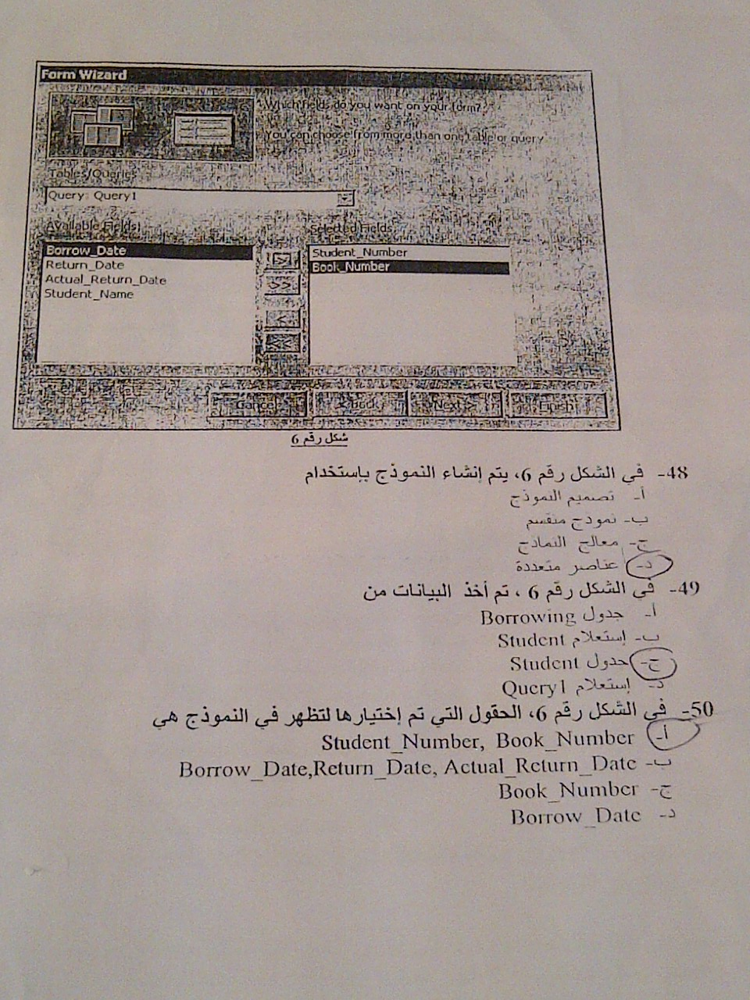 Form Wizard
Which fields do you want on your form?
You can choose from more than one table or query
Tables/Queries
Query: Query1
Available Fields:
Selected Fields:
Borrow_Date
Return_Date
Actual_Return_Date
Student_Name
>
>>
<
<<
Student_Number
Book_Number
Cancel
< Back
Next >
Finish
شكل رقم 6
48- في الشكل رقم 6، يتم إنشاء النموذج بإستخدام
أ- تصميم النموذج
ب- نموذج منقسم
ج- معالج النماذج
د- عناصر متعددة
49- في الشكل رقم 6 ، تم أخذ البيانات من
أ- جدول Borrowing
ب- إستعلام Student
ج- جدول Student
د- إستعلام Query1
50- في الشكل رقم 6، الحقول التي تم إختيارها لتظهر في النموذج هي
أ- Student_Number, Book_Number
ب- Borrow_Date,Return_Date, Actual_Return_Date
ج- Book_Number
د- Borrow_Date